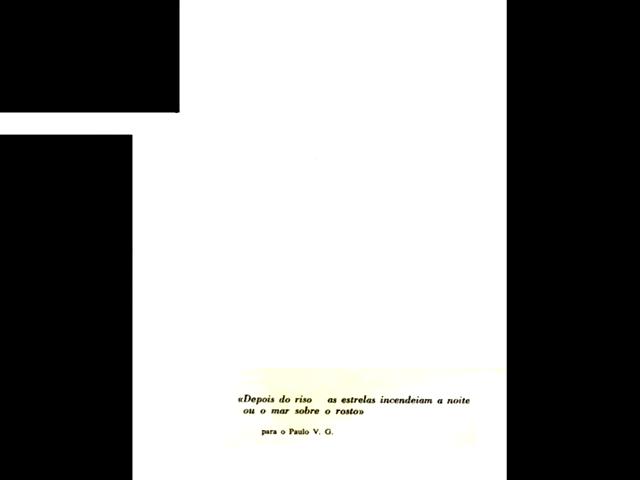 «Depois do riso as estrelas incendeiam a noite
ou o mar sobre o rosto»
para o Paulo V. G.